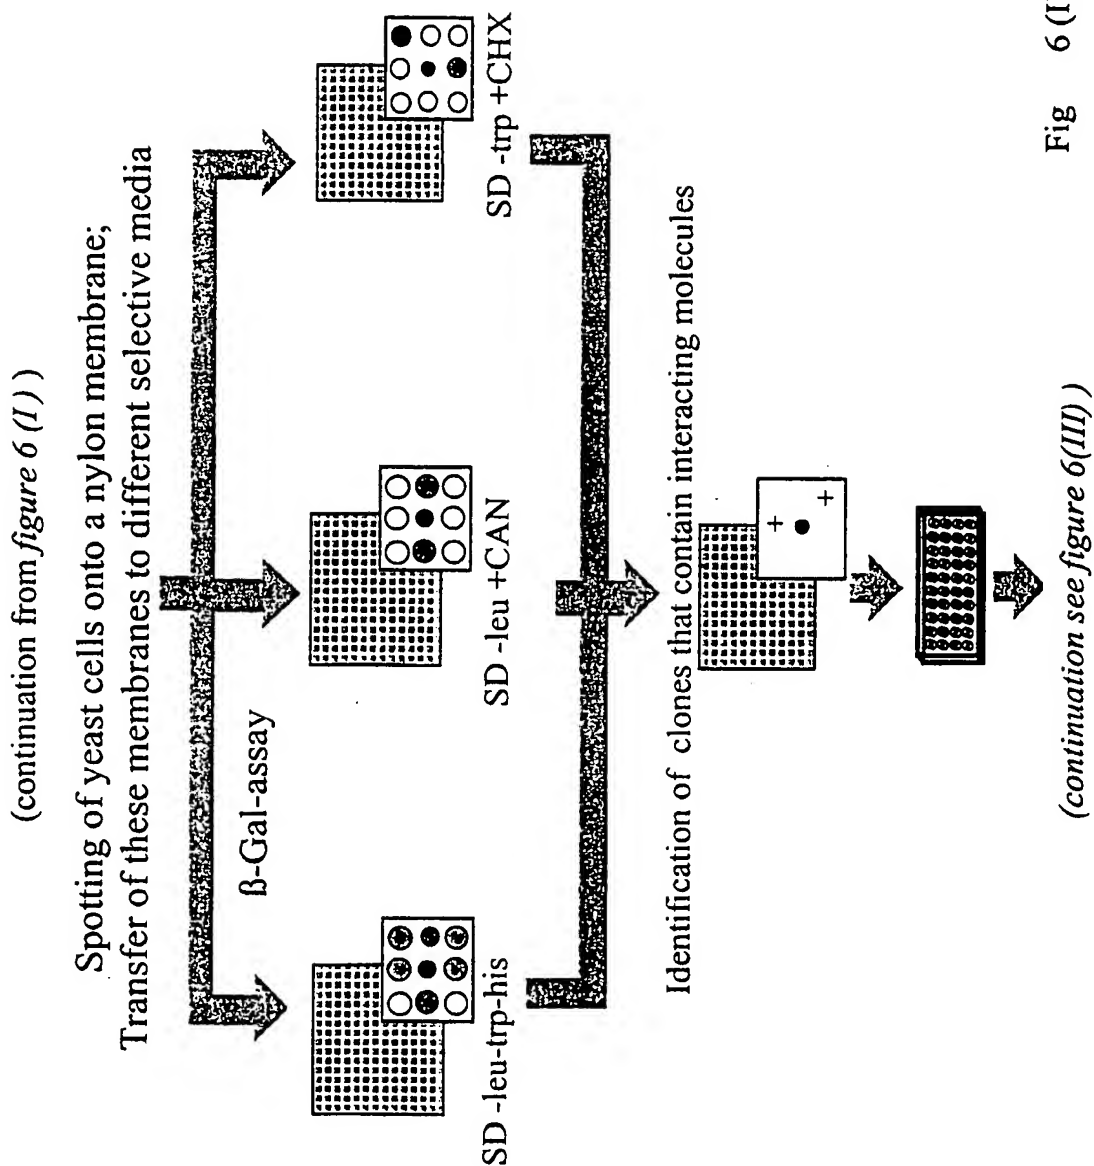 (continuation from figure 6 (I) )
Spotting of yeast cells onto a nylon membrane;
Transfer of these membranes to different selective media
ß-Gal-assay
SD -leu-trp-his
SD -leu +CAN
SD -trp +CHX
Identification of clones that contain interacting molecules
+
+
(continuation see figure 6(III) )
Fig 6 (I